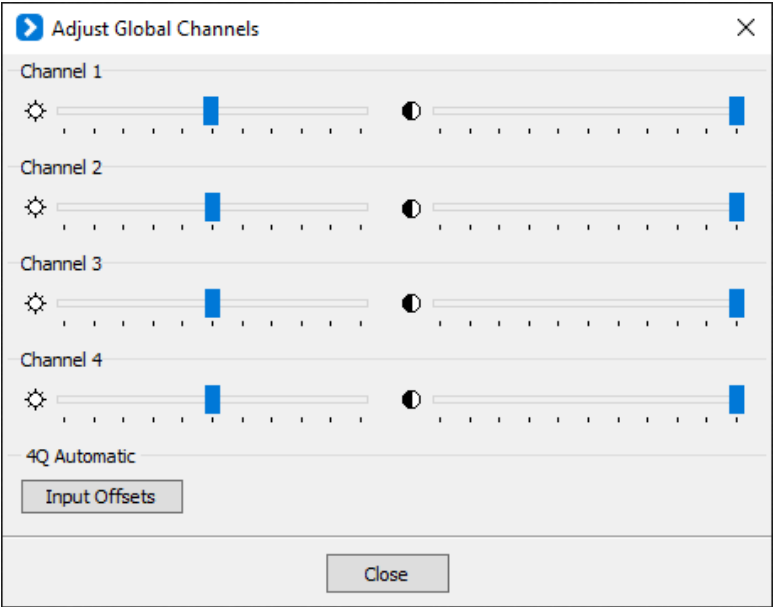 Adjust Global Channels
Channel 1
Channel 2
Channel 3
Channel 4
4Q Automatic
Input Offsets
Close